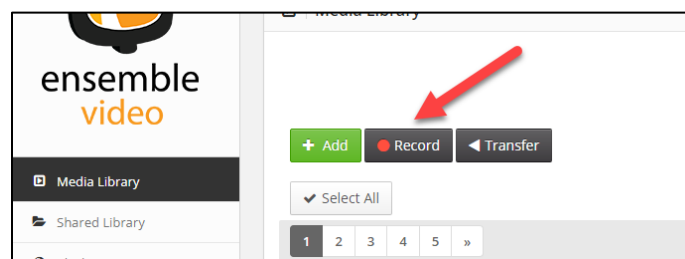 Media Library
ensemble
video
+ Add
Record
Transfer
Media Library
Select All
Shared Library
1 2 3 4 5 »